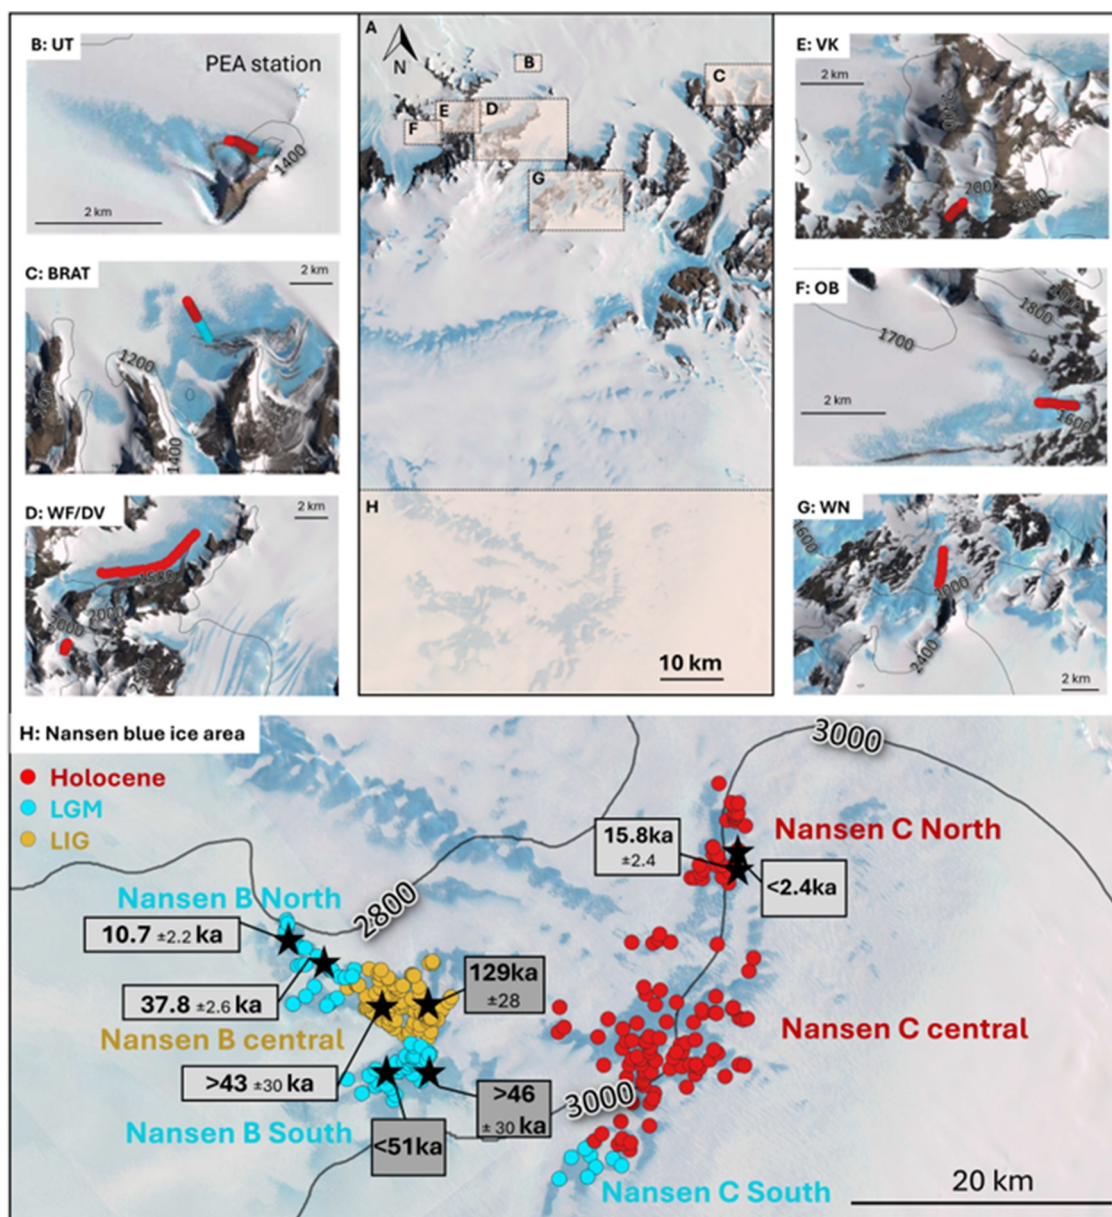 B: UT
PEA station
1400
2 km
C: BRAT
2 km
1200
1400
D: WF/DV
2 km
1500
2000
3000
A
N
B
C
D
E
F
G
H
10 km
E: VK
2 km
2000
F: OB
1800
1700
2 km
1600
G: WN
1600
2000
2400
2 km
H: Nansen blue ice area
Holocene
LGM
LIG
3000
15.8ka
±2.4
Nansen C North
<2.4ka
Nansen B North
2800
10.7 ±2.2 ka
129ka
±28
37.8 ±2.6 ka
Nansen B central
Nansen C central
>43 ±30 ka
>46
± 30 ka
3000
Nansen B South
<51ka
Nansen C South
20 km